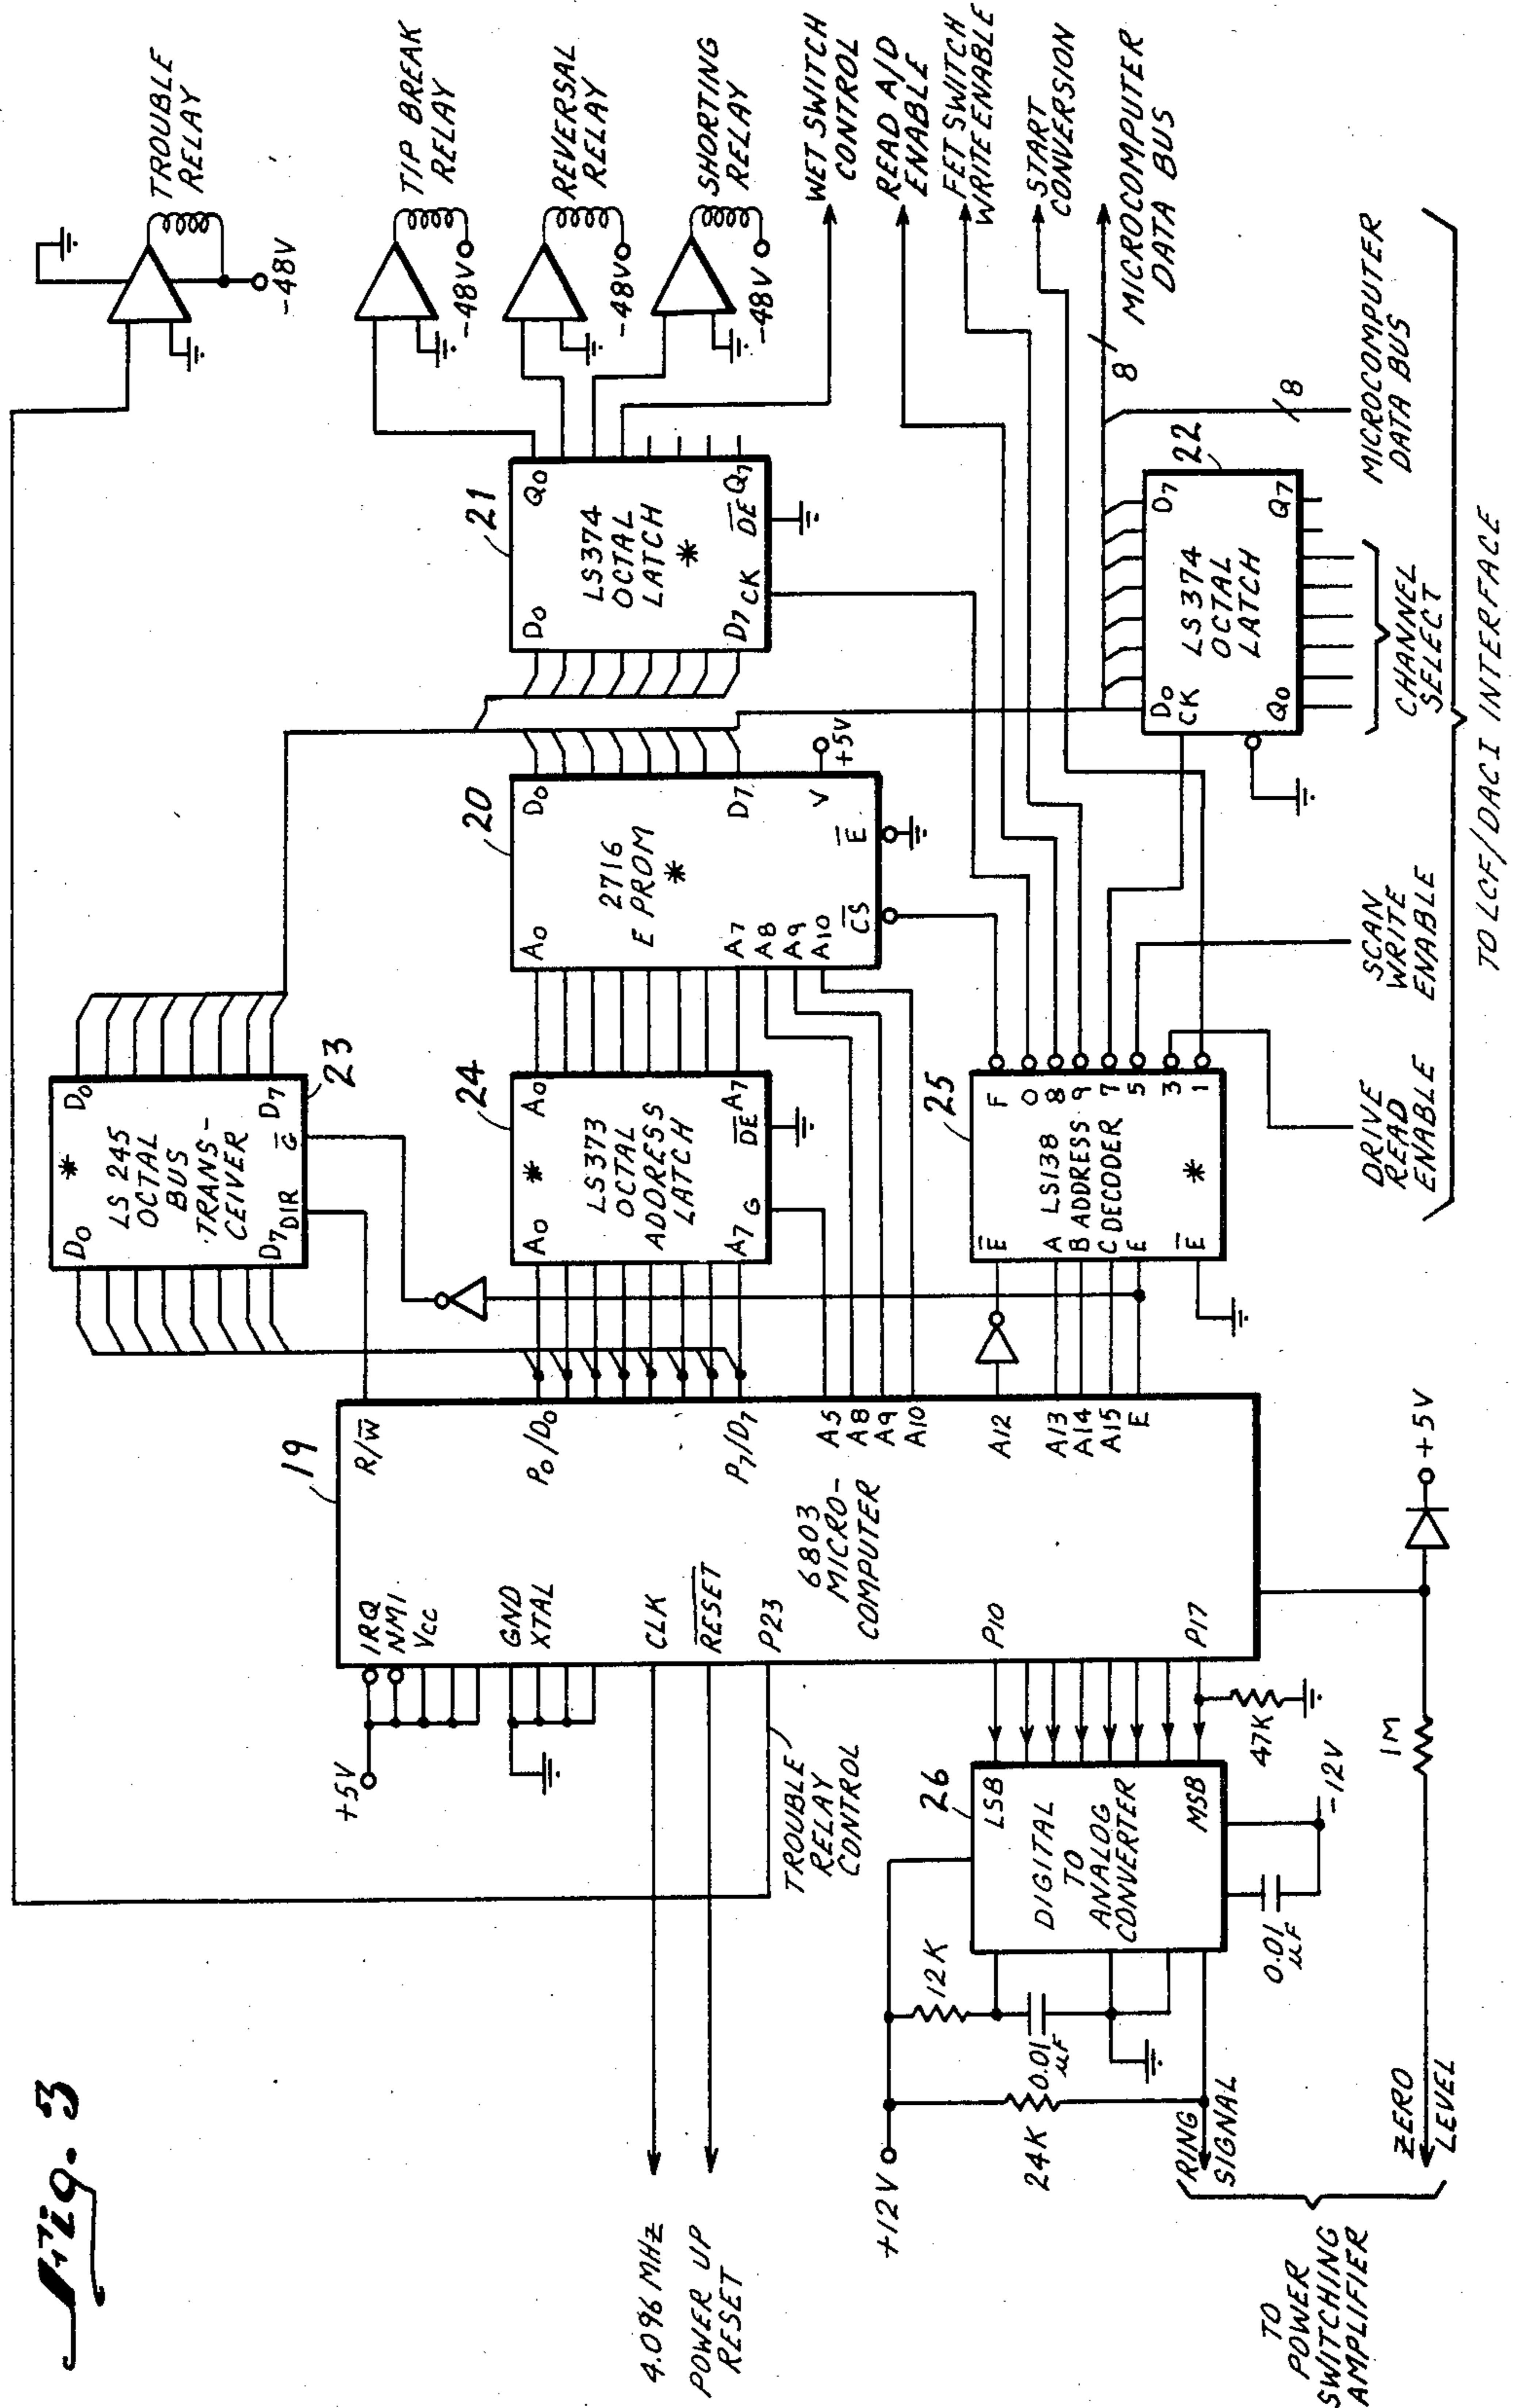 Fig. 3
4.096 MHz
POWER UP
RESET
TO
POWER
SWITCHING
AMPLIFIER
RING
SIGNAL
ZERO
LEVEL
+12V
24K
12K
0.01
µF
0.01
µF
-12V
47K
1M
+5V
26
LSB
DIGITAL
TO
ANALOG
CONVERTER
MSB
TROUBLE
RELAY
CONTROL
+5V
19
IRQ
NMI
Vcc
GND
XTAL
CLK
RESET
P23
6803
MICRO-
COMPUTER
P10
P17
R/W
P0/D0
P7/D7
A5
A8
A9
A10
A12
A13
A14
A15
E
23
D0
D0
*
LS 245
OCTAL
BUS
TRANS-
CEIVER
D7
D7
DIR
G
24
A0
A0
*
LS373
OCTAL
ADDRESS
LATCH
A7
A7
G
DE
25
E
F
A
B
C
E
E
LS138
ADDRESS
DECODER
*
0
8
9
7
5
3
1
20
A0
D0
2716
E PROM
*
A7
A8
A9
A10
D7
V
+5V
CS
E
21
D0
Q0
LS374
OCTAL
LATCH
*
D7
CK
DE
Q7
22
D0
D7
CK
LS374
OCTAL
LATCH
Q0
Q7
TROUBLE
RELAY
-48V
TIP BREAK
RELAY
-48V
REVERSAL
RELAY
-48V
SHORTING
RELAY
-48V
WET SWITCH
CONTROL
READ A/D
ENABLE
FET SWITCH
WRITE ENABLE
START
CONVERSION
MICROCOMPUTER
DATA BUS
8
8
DRIVE
READ
ENABLE
SCAN
WRITE
ENABLE
CHANNEL
SELECT
MICROCOMPUTER
DATA BUS
TO LCF/DACI INTERFACE